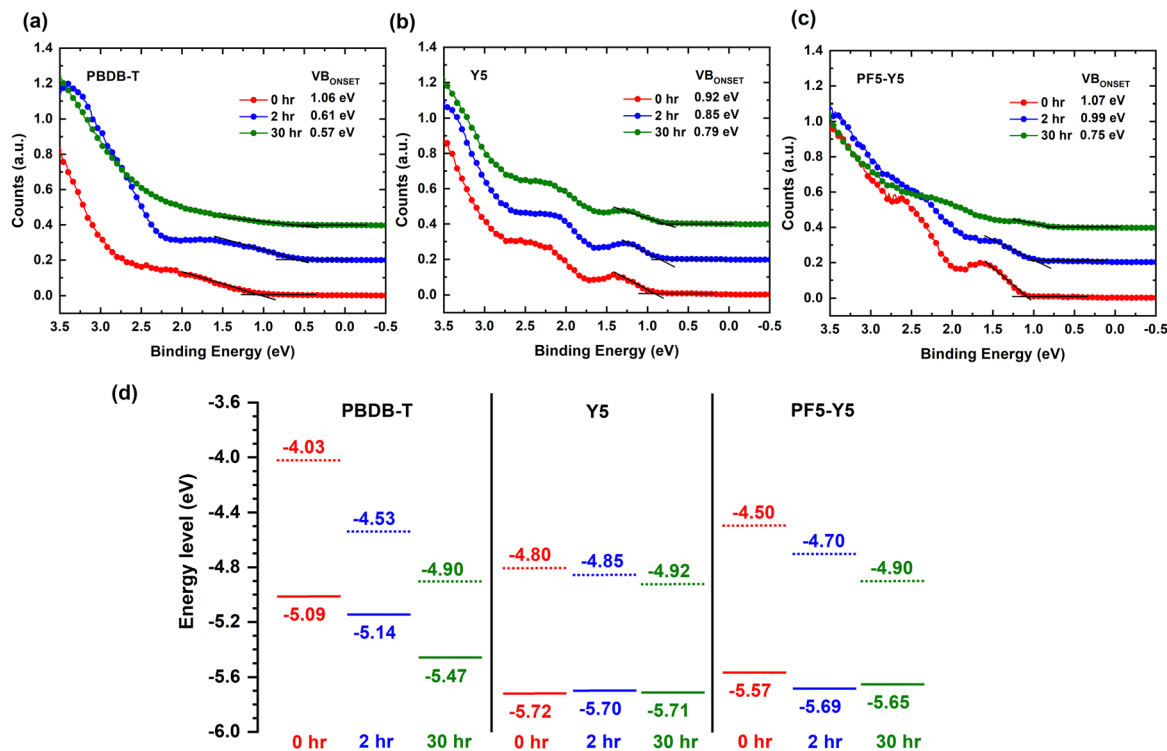 (a)
PBDB-T
VB_ONSET
0 hr 1.06 eV
2 hr 0.61 eV
30 hr 0.57 eV
Counts (a.u.)
1.4
1.2
1.0
0.8
0.6
0.4
0.2
0.0
3.5 3.0 2.5 2.0 1.5 1.0 0.5 0.0 -0.5
Binding Energy (eV)
(b)
Y5
VB_ONSET
0 hr 0.92 eV
2 hr 0.85 eV
30 hr 0.79 eV
Counts (a.u.)
1.4
1.2
1.0
0.8
0.6
0.4
0.2
0.0
3.5 3.0 2.5 2.0 1.5 1.0 0.5 0.0 -0.5
Binding Energy (eV)
(c)
PF5-Y5
VB_ONSET
0 hr 1.07 eV
2 hr 0.99 eV
30 hr 0.75 eV
Counts (a.u.)
1.4
1.2
1.0
0.8
0.6
0.4
0.2
0.0
3.5 3.0 2.5 2.0 1.5 1.0 0.5 0.0 -0.5
Binding Energy (eV)
(d)
Energy level (eV)
-3.6
-4.0
-4.4
-4.8
-5.2
-5.6
-6.0
PBDB-T
-4.03
-4.53
-4.90
-5.09
-5.14
-5.47
0 hr 2 hr 30 hr
Y5
-4.80
-4.85
-4.92
-5.72
-5.70
-5.71
0 hr 2 hr 30 hr
PF5-Y5
-4.50
-4.70
-4.90
-5.57
-5.69
-5.65
0 hr 2 hr 30 hr